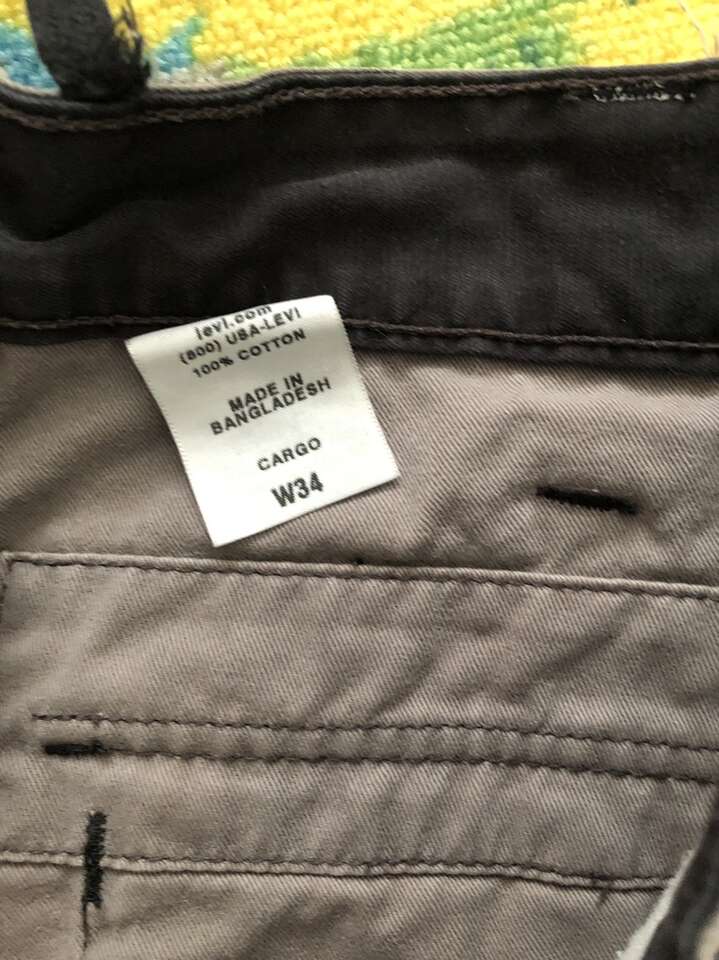 levi.com
(800) USA-LEVI
100% COTTON
MADE IN
BANGLADESH
CARGO
W34